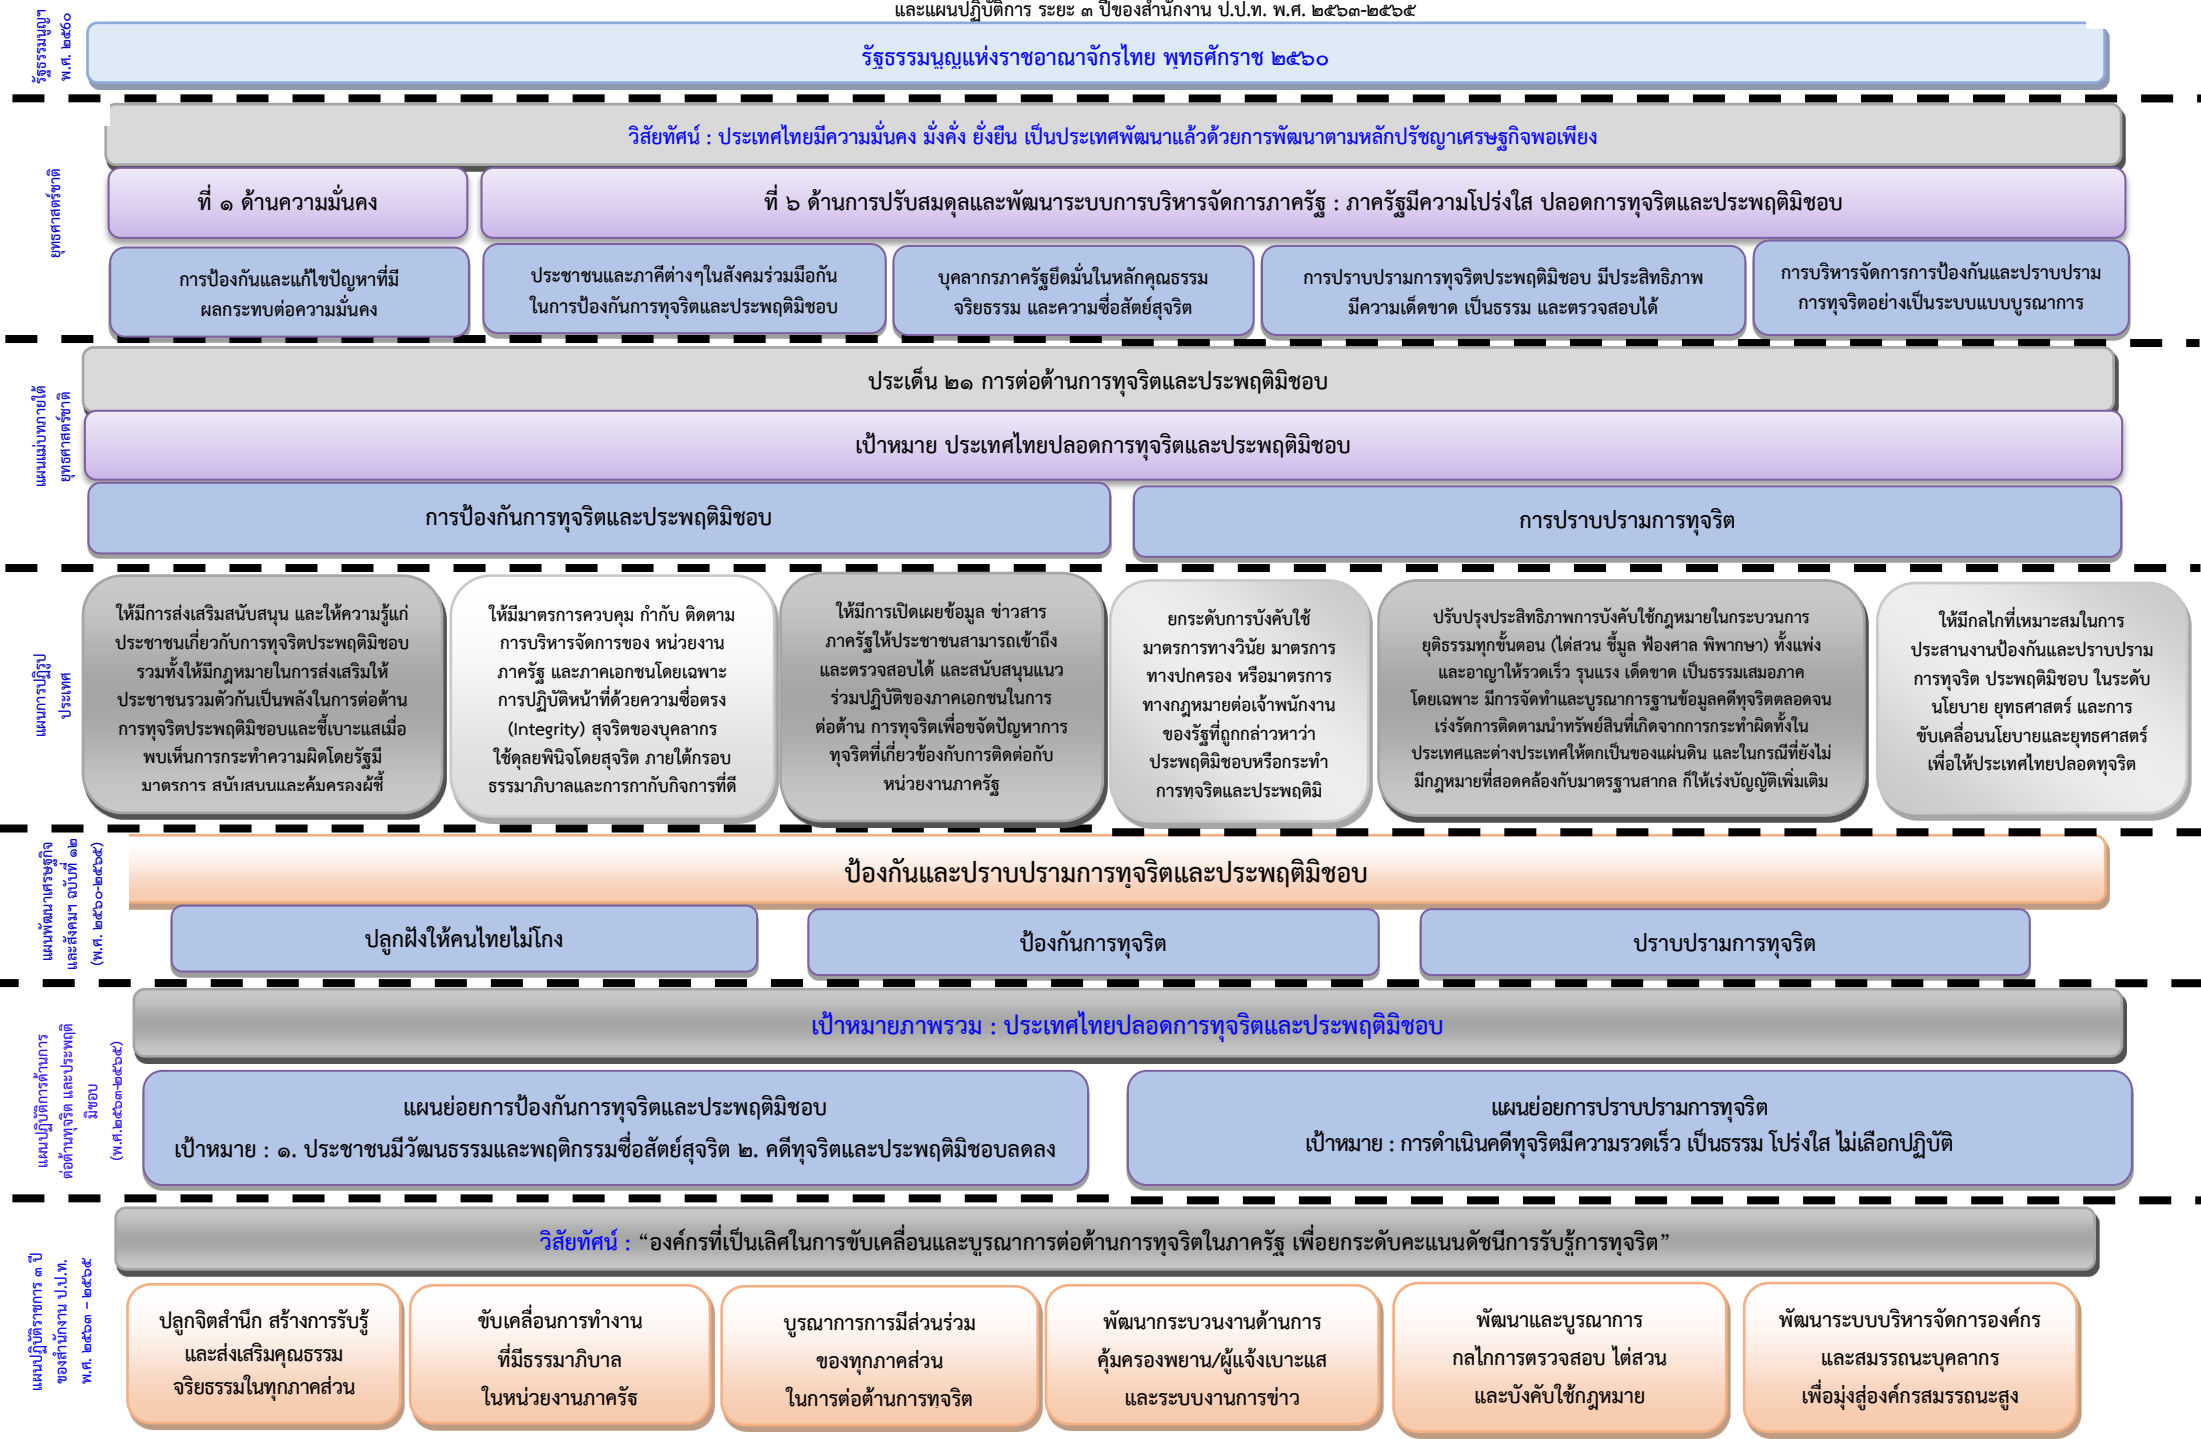 และแผนปฏิบัติการ ระยะ ๓ ปีของสำนักงาน ป.ป.ท. พ.ศ. ๒๕๖๓-๒๕๖๕
รัฐธรรมนูญฯ
พ.ศ. ๒๕๖๐
รัฐธรรมนูญแห่งราชอาณาจักรไทย พุทธศักราช ๒๕๖๐
ยุทธศาสตร์ชาติ
วิสัยทัศน์ : ประเทศไทยมีความมั่นคง มั่งคั่ง ยั่งยืน เป็นประเทศพัฒนาแล้วด้วยการพัฒนาตามหลักปรัชญาเศรษฐกิจพอเพียง
ที่ ๑ ด้านความมั่นคง
ที่ ๖ ด้านการปรับสมดุลและพัฒนาระบบการบริหารจัดการภาครัฐ : ภาครัฐมีความโปร่งใส ปลอดการทุจริตและประพฤติมิชอบ
การป้องกันและแก้ไขปัญหาที่มี
ผลกระทบต่อความมั่นคง
ประชาชนและภาคีต่างๆในสังคมร่วมมือกัน
ในการป้องกันการทุจริตและประพฤติมิชอบ
บุคลากรภาครัฐยึดมั่นในหลักคุณธรรม
จริยธรรม และความซื่อสัตย์สุจริต
การปราบปรามการทุจริตประพฤติมิชอบ มีประสิทธิภาพ
มีความเด็ดขาด เป็นธรรม และตรวจสอบได้
การบริหารจัดการการป้องกันและปราบปราม
การทุจริตอย่างเป็นระบบแบบบูรณาการ
แผนแม่บทภายใต้
ยุทธศาสตร์ชาติ
ประเด็น ๒๑ การต่อต้านการทุจริตและประพฤติมิชอบ
เป้าหมาย ประเทศไทยปลอดการทุจริตและประพฤติมิชอบ
การป้องกันการทุจริตและประพฤติมิชอบ
การปราบปรามการทุจริต
แผนการปฏิรูป
ประเทศ
ให้มีการส่งเสริมสนับสนุน และให้ความรู้แก่
ประชาชนเกี่ยวกับการทุจริตประพฤติมิชอบ
รวมทั้งให้มีกฎหมายในการส่งเสริมให้
ประชาชนรวมตัวกันเป็นพลังในการต่อต้าน
การทุจริตประพฤติมิชอบและชี้เบาะแสเมื่อ
พบเห็นการกระทำความผิดโดยรัฐมี
มาตรการ สนับสนุนและคุ้มครองผู้ชี้
ให้มีมาตรการควบคุม กำกับ ติดตาม
การบริหารจัดการของ หน่วยงาน
ภาครัฐ และภาคเอกชนโดยเฉพาะ
การปฏิบัติหน้าที่ด้วยความซื่อตรง
(Integrity) สุจริตของบุคลากร
ใช้ดุลยพินิจโดยสุจริต ภายใต้กรอบ
ธรรมาภิบาลและการกากับกิจการที่ดี
ให้มีการเปิดเผยข้อมูล ข่าวสาร
ภาครัฐให้ประชาชนสามารถเข้าถึง
และตรวจสอบได้ และสนับสนุนแนว
ร่วมปฏิบัติของภาคเอกชนในการ
ต่อต้าน การทุจริตเพื่อขจัดปัญหาการ
ทุจริตที่เกี่ยวข้องกับการติดต่อกับ
หน่วยงานภาครัฐ
ยกระดับการบังคับใช้
มาตรการทางวินัย มาตรการ
ทางปกครอง หรือมาตรการ
ทางกฎหมายต่อเจ้าพนักงาน
ของรัฐที่ถูกกล่าวหาว่า
ประพฤติมิชอบหรือกระทำ
การทุจริตและประพฤติมิ
ปรับปรุงประสิทธิภาพการบังคับใช้กฎหมายในกระบวนการ
ยุติธรรมทุกขั้นตอน (ไต่สวน ชี้มูล ฟ้องศาล พิพากษา) ทั้งแพ่ง
และอาญาให้รวดเร็ว รุนแรง เด็ดขาด เป็นธรรมเสมอภาค
โดยเฉพาะ มีการจัดทำและบูรณาการฐานข้อมูลคดีทุจริตตลอดจน
เร่งรัดการติดตามนำทรัพย์สินที่เกิดจากการกระทำผิดทั้งใน
ประเทศและต่างประเทศให้ตกเป็นของแผ่นดิน และในกรณีที่ยังไม่
มีกฎหมายที่สอดคล้องกับมาตรฐานสากล ก็ให้เร่งบัญญัติเพิ่มเติม
ให้มีกลไกที่เหมาะสมในการ
ประสานงานป้องกันและปราบปราม
การทุจริต ประพฤติมิชอบ ในระดับ
นโยบาย ยุทธศาสตร์ และการ
ขับเคลื่อนนโยบายและยุทธศาสตร์
เพื่อให้ประเทศไทยปลอดทุจริต
แผนพัฒนาเศรษฐกิจ
และสังคมฯ ฉบับที่ ๑๒
(พ.ศ. ๒๕๖๐-๒๕๖๕)
ป้องกันและปราบปรามการทุจริตและประพฤติมิชอบ
ปลูกฝังให้คนไทยไม่โกง
ป้องกันการทุจริต
ปราบปรามการทุจริต
แผนปฏิบัติการด้านการ
ต่อต้านทุจริต และประพฤติ
มิชอบ
(พ.ศ.๒๕๖๓-๒๕๖๕)
เป้าหมายภาพรวม : ประเทศไทยปลอดการทุจริตและประพฤติมิชอบ
แผนย่อยการป้องกันการทุจริตและประพฤติมิชอบ
เป้าหมาย : ๑. ประชาชนมีวัฒนธรรมและพฤติกรรมซื่อสัตย์สุจริต ๒. คดีทุจริตและประพฤติมิชอบลดลง
แผนย่อยการปราบปรามการทุจริต
เป้าหมาย : การดำเนินคดีทุจริตมีความรวดเร็ว เป็นธรรม โปร่งใส ไม่เลือกปฏิบัติ
แผนปฏิบัติราชการ ๓ ปี
ของสำนักงาน ป.ป.ท.
พ.ศ. ๒๕๖๓ – ๒๕๖๕
วิสัยทัศน์ : “องค์กรที่เป็นเลิศในการขับเคลื่อนและบูรณาการต่อต้านการทุจริตในภาครัฐ เพื่อยกระดับคะแนนดัชนีการรับรู้การทุจริต”
ปลูกจิตสำนึก สร้างการรับรู้
และส่งเสริมคุณธรรม
จริยธรรมในทุกภาคส่วน
ขับเคลื่อนการทำงาน
ที่มีธรรมาภิบาล
ในหน่วยงานภาครัฐ
บูรณาการการมีส่วนร่วม
ของทุกภาคส่วน
ในการต่อต้านการทุจริต
พัฒนากระบวนงานด้านการ
คุ้มครองพยาน/ผู้แจ้งเบาะแส
และระบบงานการข่าว
พัฒนาและบูรณาการ
กลไกการตรวจสอบ ไต่สวน
และบังคับใช้กฎหมาย
พัฒนาระบบบริหารจัดการองค์กร
และสมรรถนะบุคลากร
เพื่อมุ่งสู่องค์กรสมรรถนะสูง